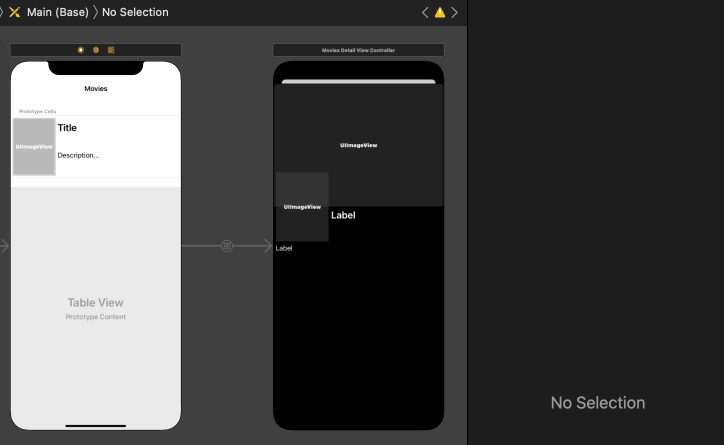 Main (Base) 〉 No Selection
Movies Detail View Controller
Movies
Prototype Cells
UIImageView
Title
Description...
Table View
Prototype Content
UIImageView
UIImageView
Label
Label
No Selection